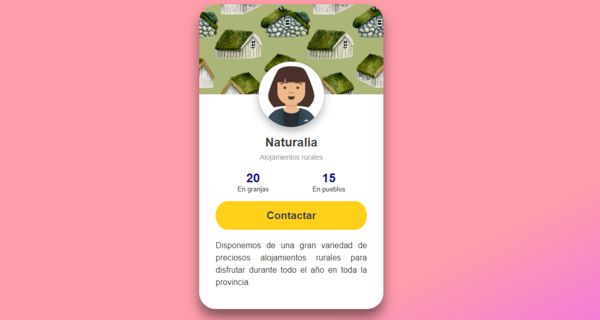 Naturalia
Alojamientos rurales
20 15
En granjas En pueblos
Contactar
Disponemos de una gran variedad de
preciosos alojamientos rurales para
disfrutar durante todo el año en toda la
provincia.